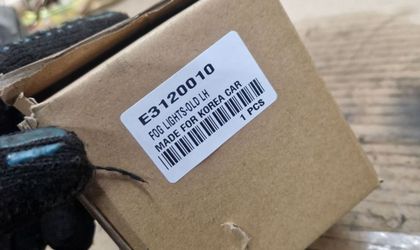 E3120010
FOG LIGHTS-OLD LH
MADE FOR KOREA CAR
1 PCS